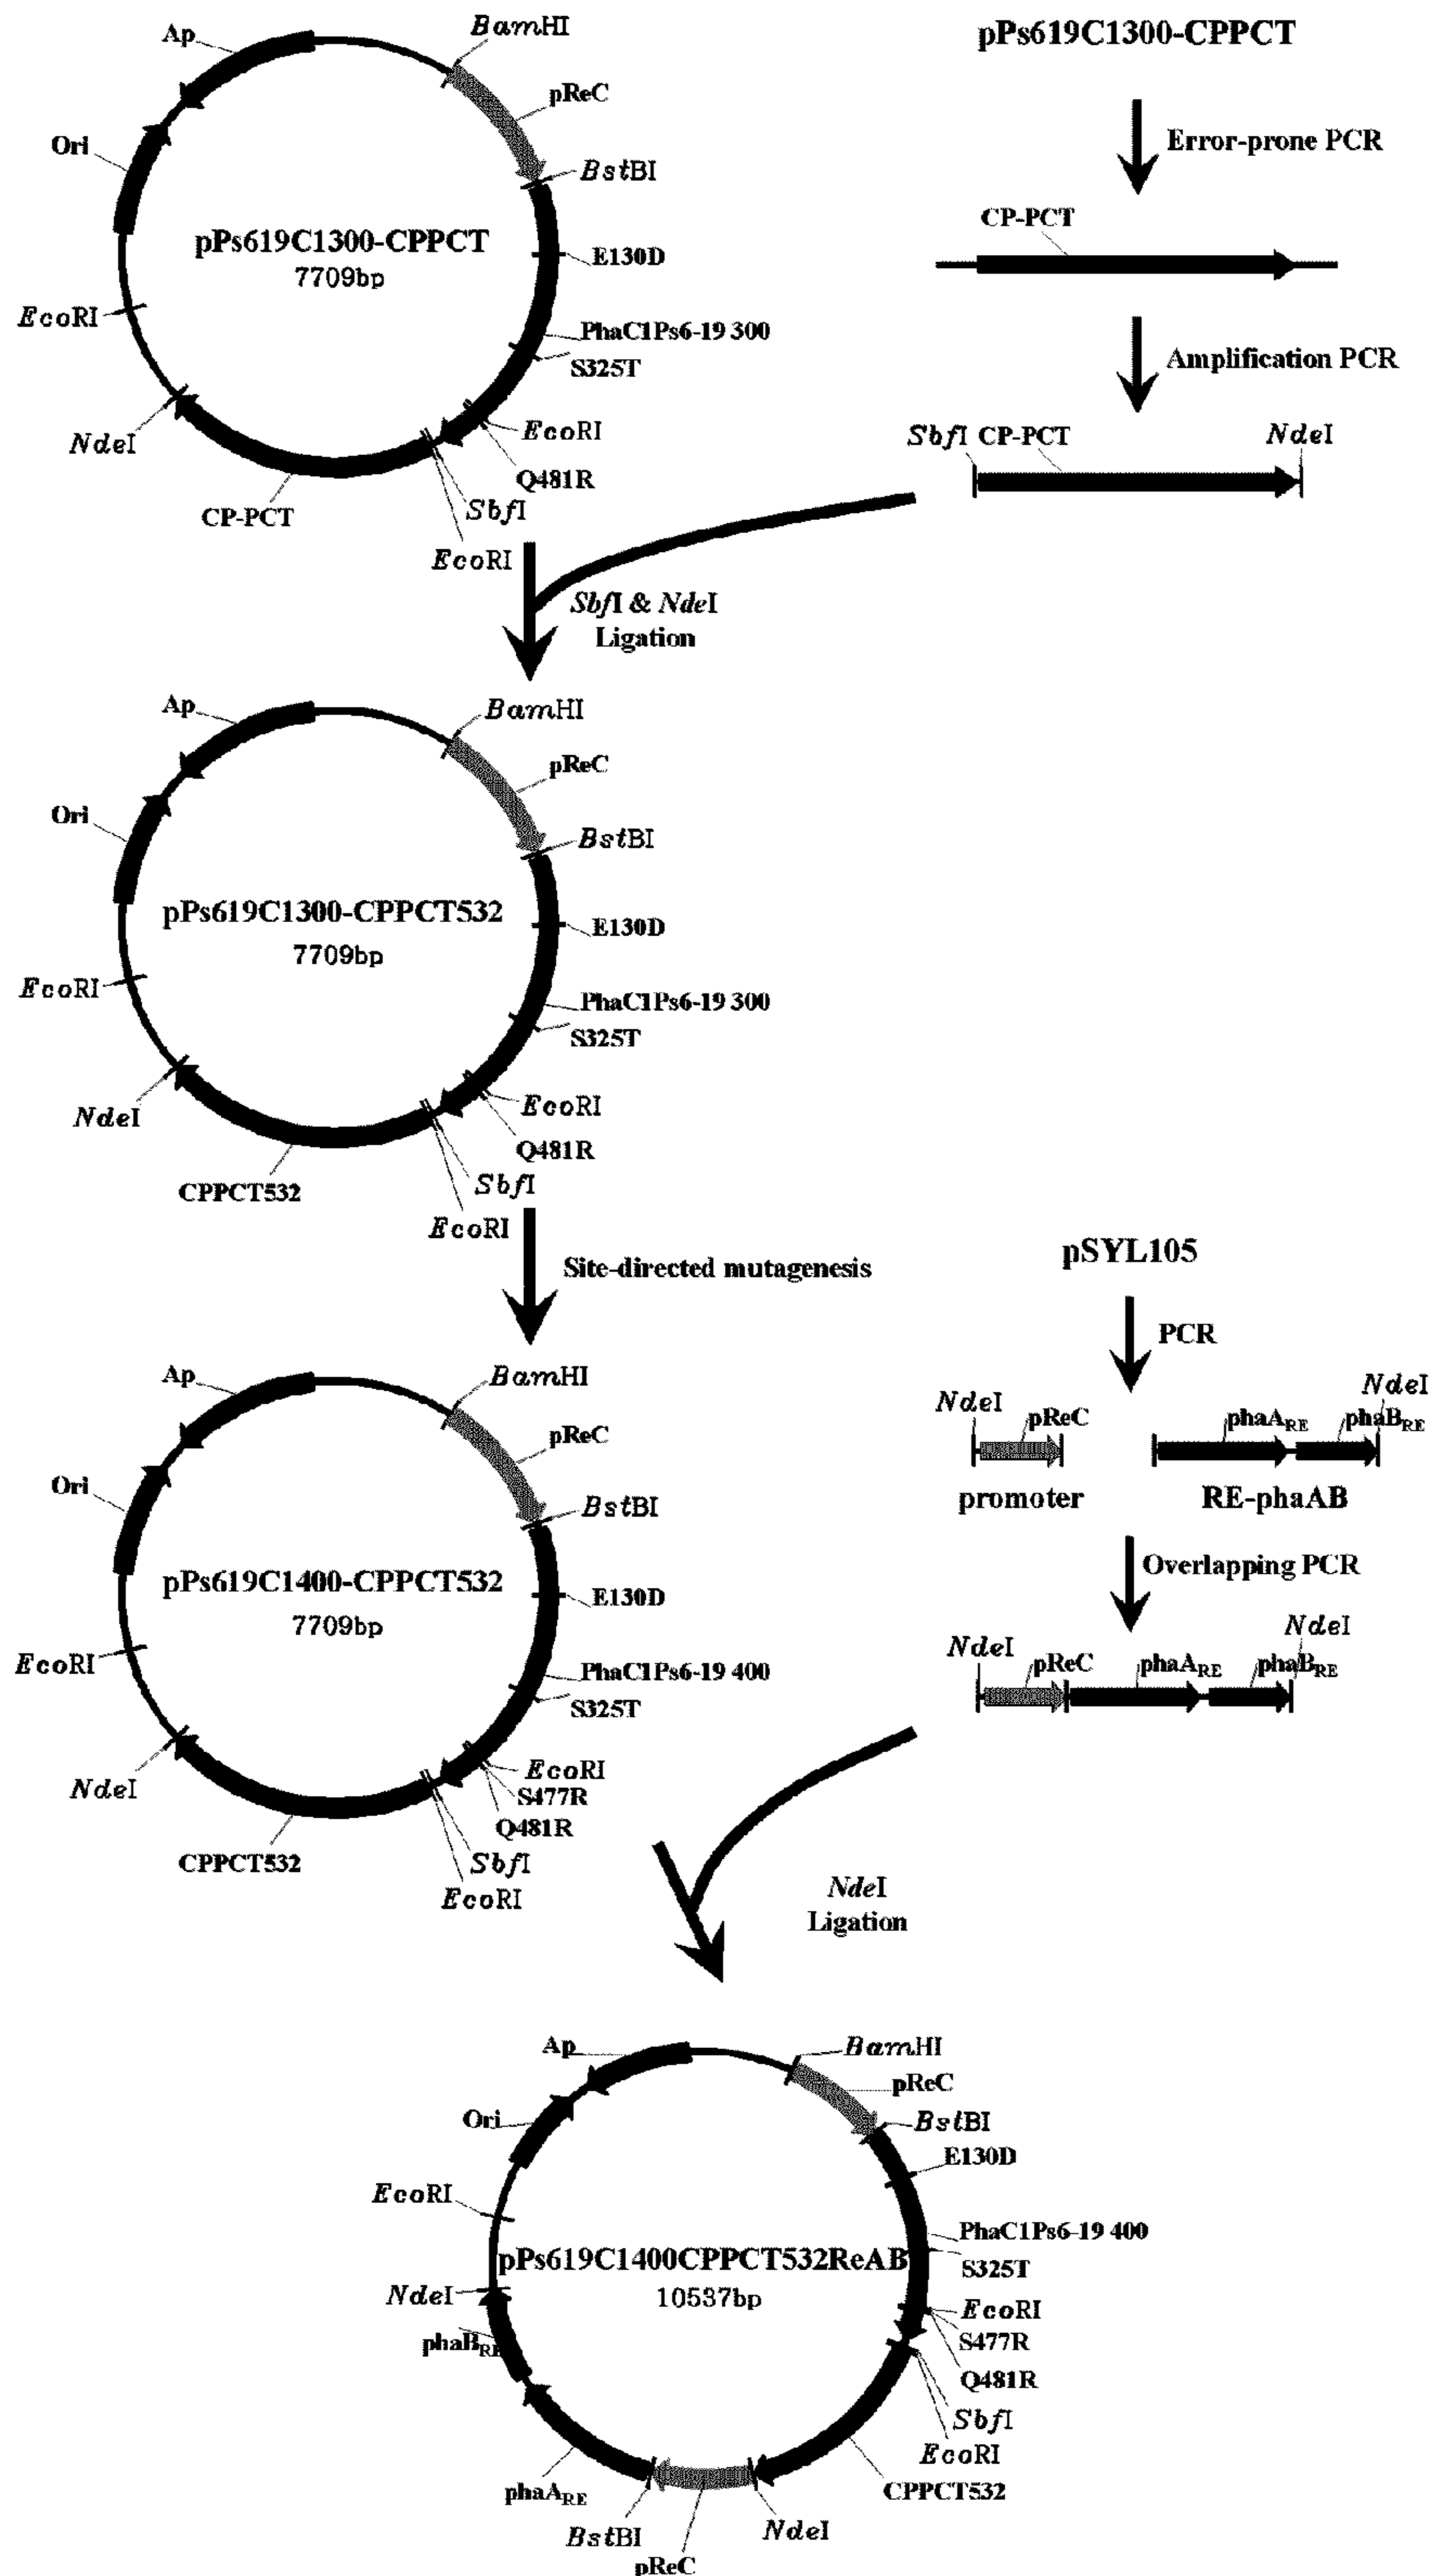 pPs619C1300-CPPCT
Error-prone PCR
CP-PCT
Amplification PCR
SbfI CP-PCT NdeI
Ap
BamHI
pReC
Ori
BstBI
pPs619C1300-CPPCT
7709bp
E130D
EcoRI
PhaC1Ps6-19 300
S325T
NdeI
EcoRI
Q481R
CP-PCT
SbfI
EcoRI
SbfI & NdeI
Ligation
Ap
BamHI
pReC
Ori
BstBI
pPs619C1300-CPPCT532
7709bp
E130D
EcoRI
PhaC1Ps6-19 300
S325T
NdeI
EcoRI
Q481R
CPPCT532
SbfI
EcoRI
Site-directed mutagenesis
pSYL105
PCR
NdeI
pReC
phaARE
phaBRE
NdeI
promoter
RE-phaAB
Overlapping PCR
NdeI
pReC
phaARE
phaBRE
NdeI
Ap
BamHI
pReC
Ori
BstBI
pPs619C1400-CPPCT532
7709bp
E130D
EcoRI
PhaC1Ps6-19 400
S325T
NdeI
EcoRI
S477R
Q481R
CPPCT532
SbfI
EcoRI
NdeI
Ligation
Ap
BamHI
pReC
Ori
BstBI
E130D
EcoRI
PhaC1Ps6-19 400
pPs619C1400CPPCT532ReAB
10537bp
S325T
NdeI
EcoRI
phaBRE
S477R
Q481R
SbfI
EcoRI
CPPCT532
phaARE
BstBI
NdeI
pReC